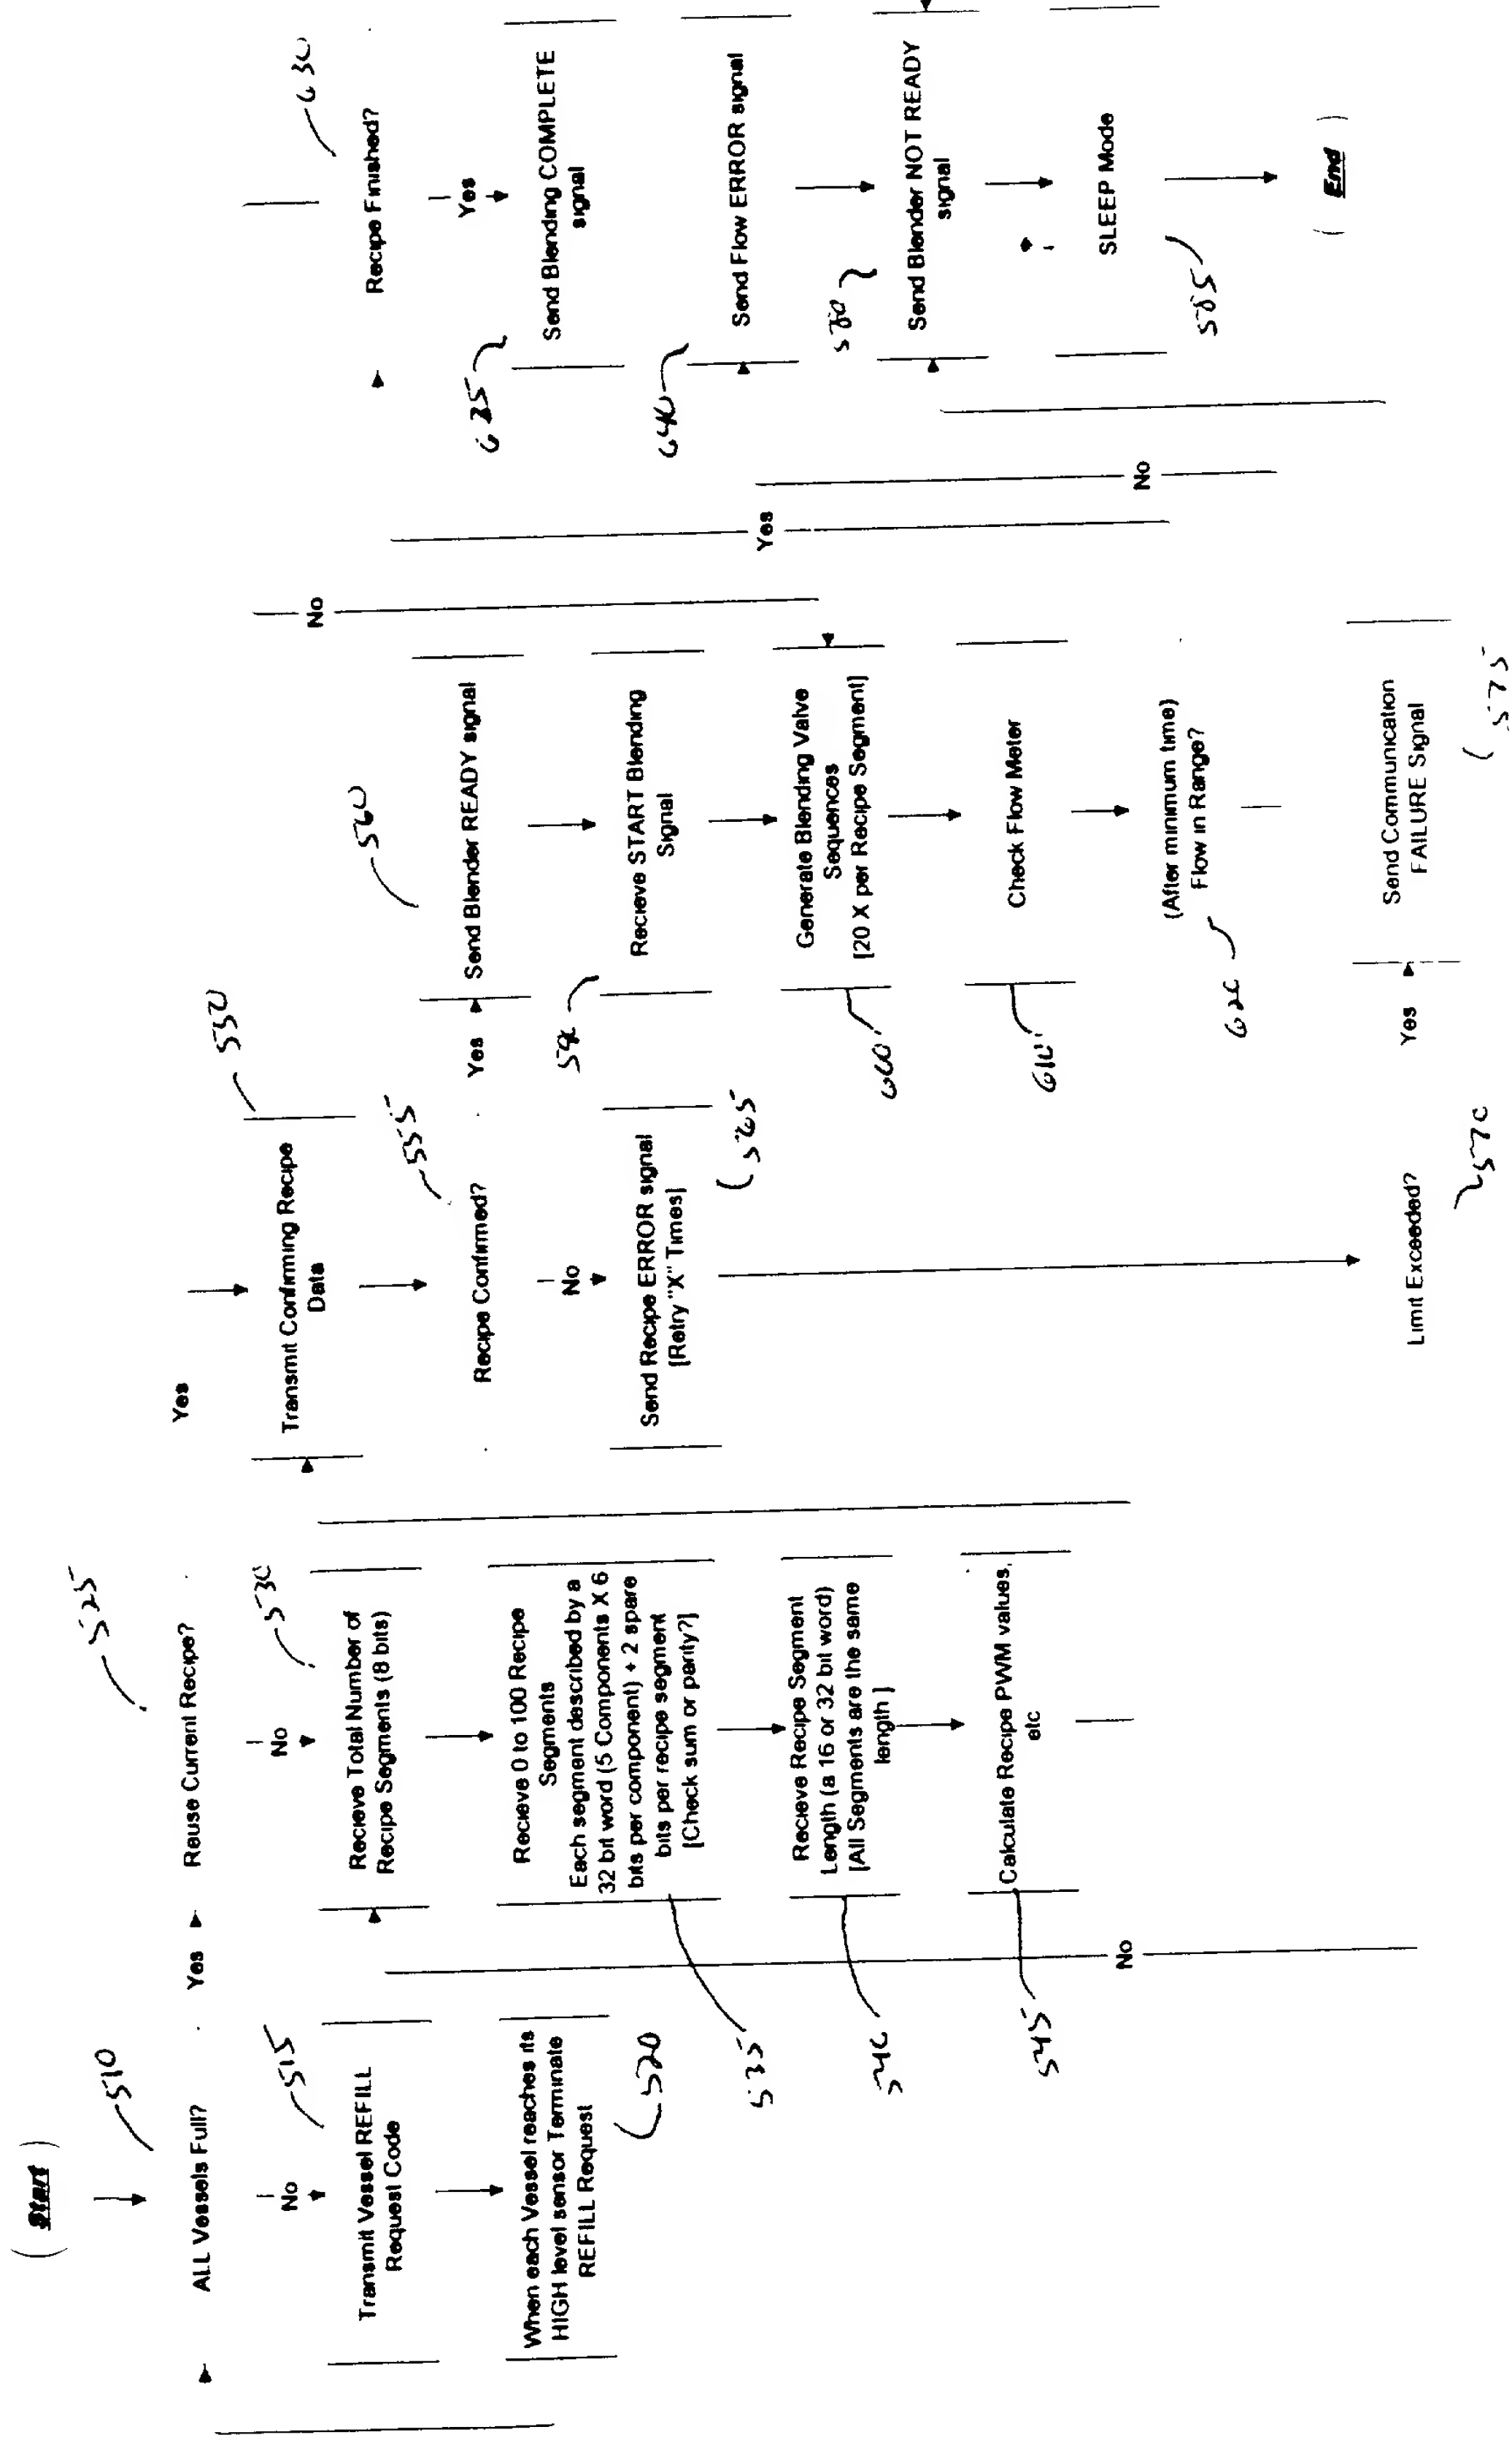 Start
510
ALL Vessels Full?
Yes
No
515
Transmit Vessel REFILL
Request Code
When each Vessel reaches its
HIGH level sensor Terminate
REFILL Request
520
525
Reuse Current Recipe?
Yes
No
530
Recieve Total Number of
Recipe Segments (8 bits)
Recieve 0 to 100 Recipe
Segments
Each segment described by a
32 bit word (5 Components X 6
bits per component) + 2 spare
bits per recipe segment
[Check sum or parity?]
535
Recieve Recipe Segment
Length (a 16 or 32 bit word)
[All Segments are the same
length ]
540
Calculate Recipe PWM values,
etc
545
No
550
Transmit Confirming Recipe
Data
555
Recipe Confirmed?
Yes
No
Send Recipe ERROR signal
[Retry "X" Times]
565
Limit Exceeded?
570
Yes
560
Send Blender READY signal
590
Recieve START Blending
Signal
Generate Blending Valve
Sequences
[20 X per Recipe Segment]
600
Check Flow Meter
610
(After minimum time)
Flow in Range?
620
Send Communication
FAILURE Signal
575
No
Yes
No
630
Recipe Finished?
Yes
Send Blending COMPLETE
signal
635
Send Flow ERROR signal
640
Send Blender NOT READY
signal
580
SLEEP Mode
585
End